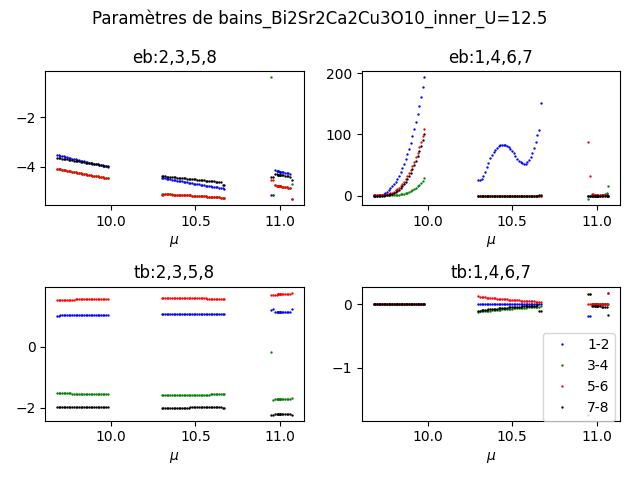 Paramètres de bains_Bi2Sr2Ca2Cu3O10_inner_U=12.5
eb:2,3,5,8
eb:1,4,6,7
−2
−4
10.0
10.5
11.0
μ
200
100
0
10.0
10.5
11.0
μ
tb:2,3,5,8
tb:1,4,6,7
0
−2
10.0
10.5
11.0
μ
0
−1
10.0
10.5
11.0
μ
1-2
3-4
5-6
7-8